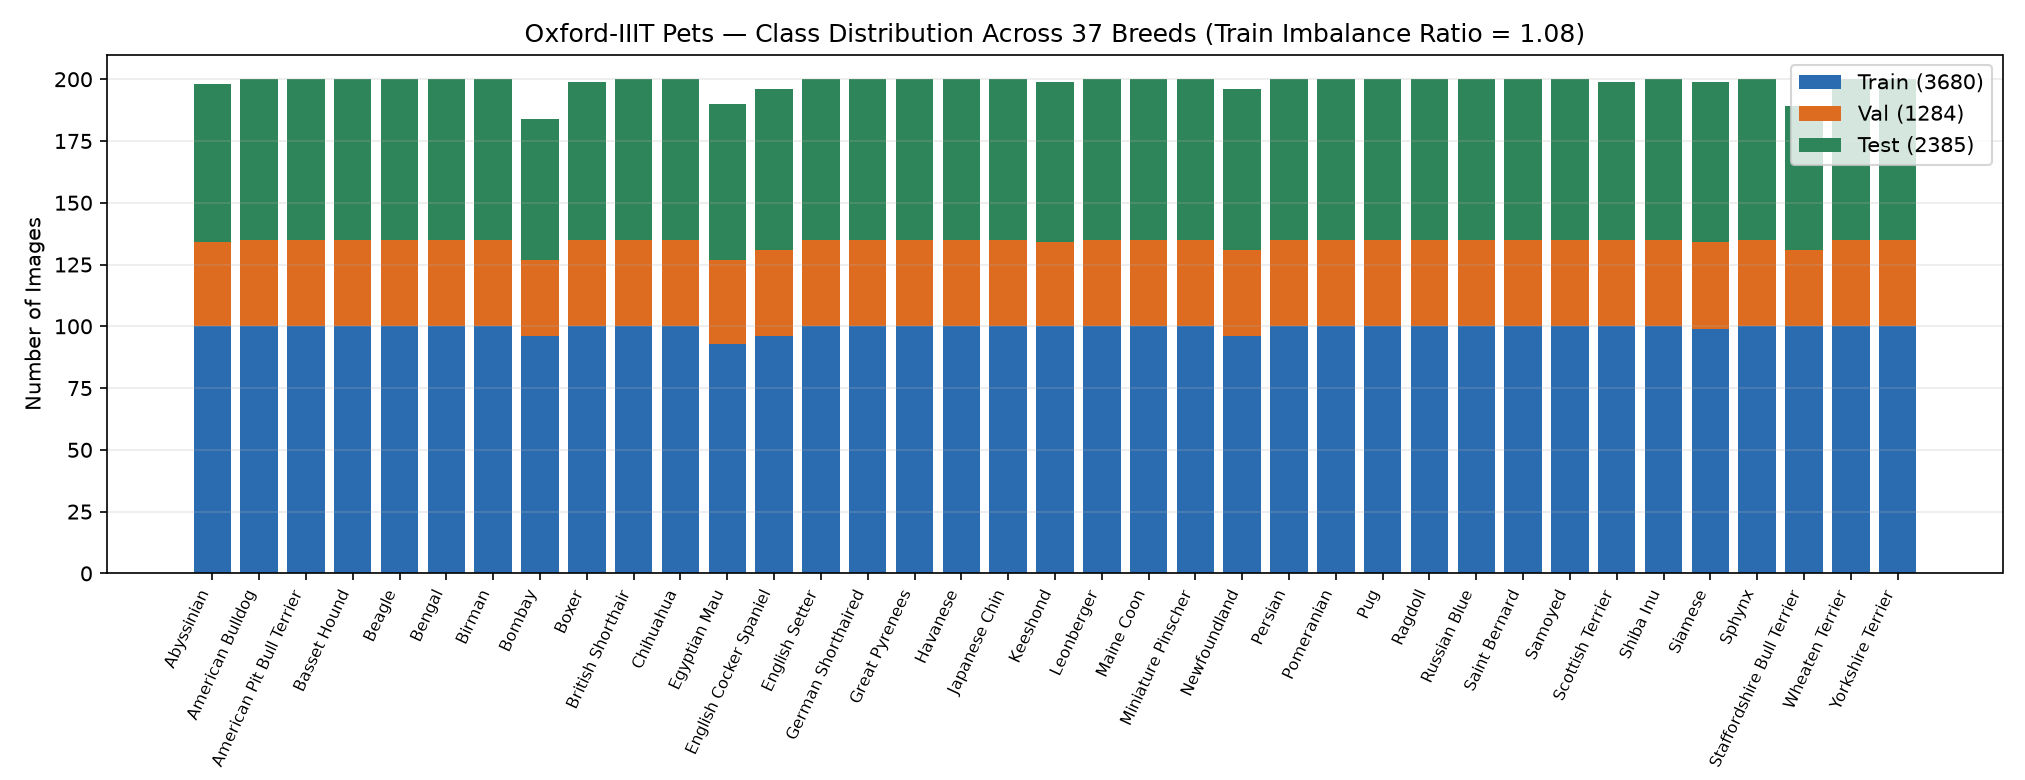 Oxford-IIIT Pets — Class Distribution Across 37 Breeds (Train Imbalance Ratio = 1.08)
Train (3680)
Val (1284)
Test (2385)
Number of Images
200
175
150
125
100
75
50
25
0
Abyssinian
American Bulldog
American Pit Bull Terrier
Basset Hound
Beagle
Bengal
Birman
Bombay
Boxer
British Shorthair
Chihuahua
Egyptian Mau
English Cocker Spaniel
English Setter
German Shorthaired
Great Pyrenees
Havanese
Japanese Chin
Keeshond
Leonberger
Maine Coon
Miniature Pinscher
Newfoundland
Persian
Pomeranian
Pug
Ragdoll
Russian Blue
Saint Bernard
Samoyed
Scottish Terrier
Shiba Inu
Siamese
Sphynx
Staffordshire Bull Terrier
Wheaten Terrier
Yorkshire Terrier